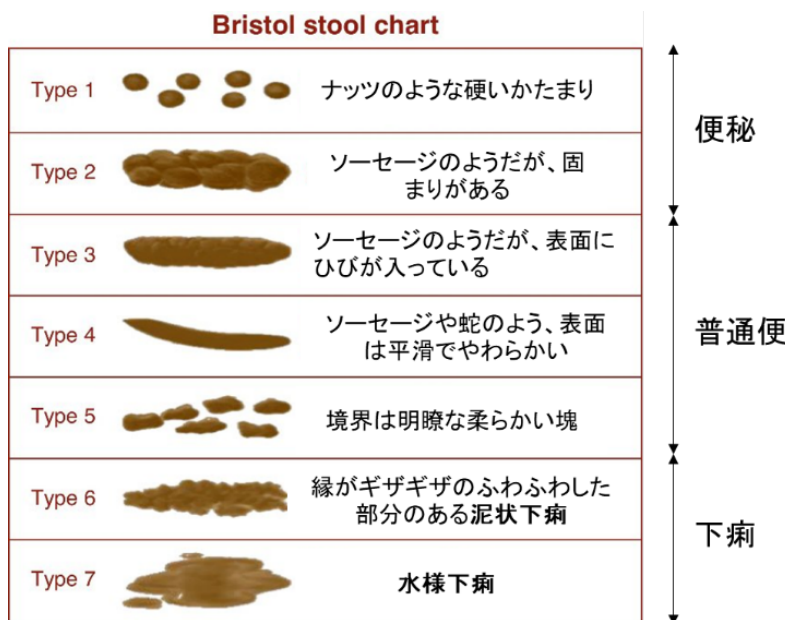 Bristol stool chart
Type 1
ナッツのような硬いかたまり
便秘
Type 2
ソーセージのようだが、固
まりがある
Type 3
ソーセージのようだが、表面に
ひびが入っている
Type 4
ソーセージや蛇のよう、表面
は平滑でやわらかい
普通便
Type 5
境界は明瞭な柔らかい塊
Type 6
縁がギザギザのふわふわした
部分のある泥状下痢
下痢
Type 7
水様下痢